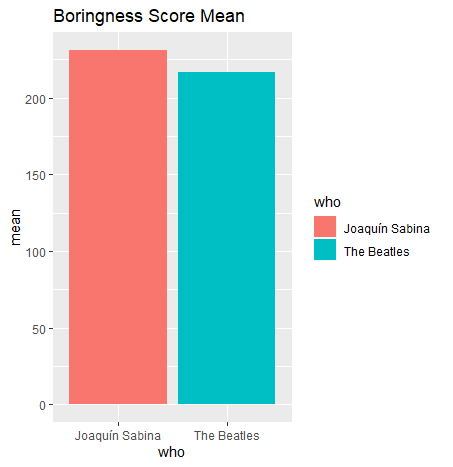 Boringness Score Mean
mean
200
150
100
50
0
Joaquín Sabina The Beatles
who
who
Joaquín Sabina
The Beatles